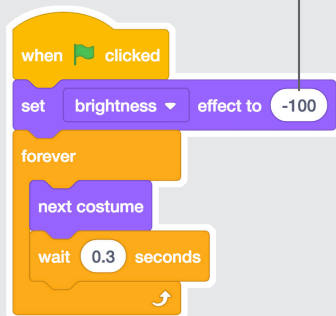 when clicked
set brightness effect to -100
forever
next costume
wait 0.3 seconds